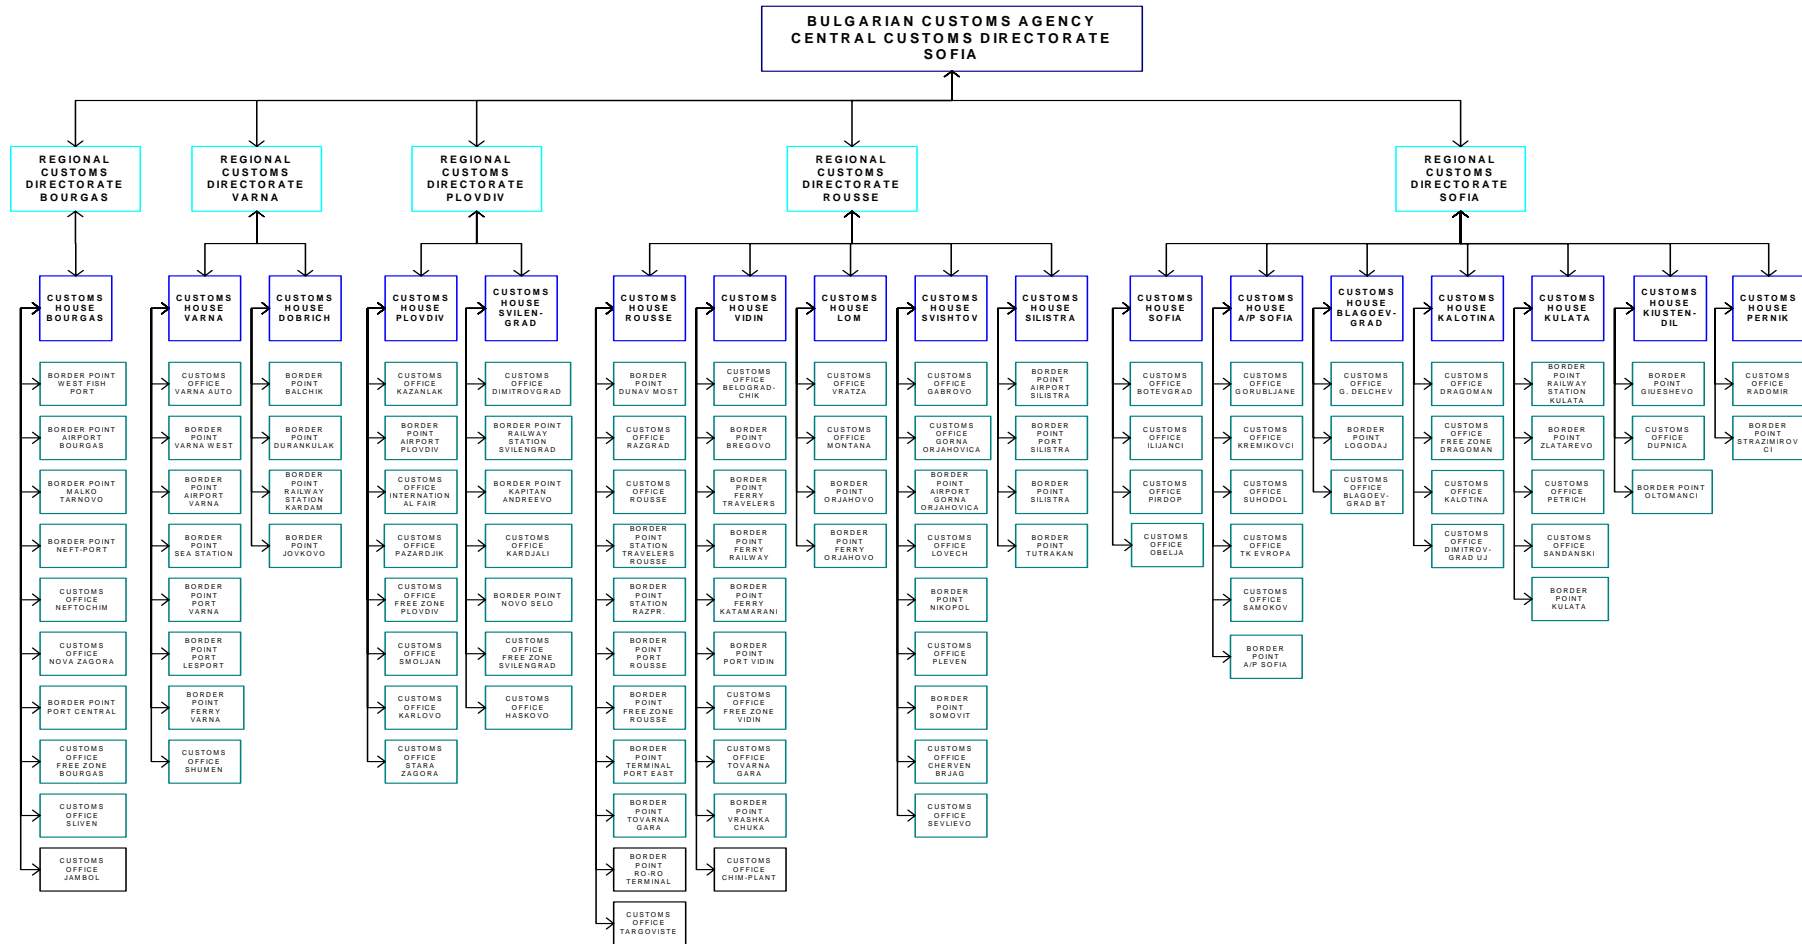 BULGARIAN CUSTOMS AGENCY
CENTRAL CUSTOMS DIRECTORATE
SOFIA
REGIONAL
CUSTOMS
DIRECTORATE
BOURGAS
REGIONAL
CUSTOMS
DIRECTORATE
VARNA
REGIONAL
CUSTOMS
DIRECTORATE
PLOVDIV
REGIONAL
CUSTOMS
DIRECTORATE
ROUSSE
REGIONAL
CUSTOMS
DIRECTORATE
SOFIA
CUSTOMS
HOUSE
BOURGAS
BORDER POINT
WEST FISH
PORT
BORDER POINT
AIRPORT
BOURGAS
BORDER POINT
MALKO
TARNOVO
BORDER POINT
NEFT-PORT
CUSTOMS
OFFICE
NEFTOCHIM
CUSTOMS
OFFICE
NOVA ZAGORA
BORDER POINT
PORT CENTRAL
CUSTOMS
OFFICE
FREE ZONE
BOURGAS
CUSTOMS
OFFICE
SLIVEN
CUSTOMS
OFFICE
JAMBOL
CUSTOMS
HOUSE
VARNA
CUSTOMS
OFFICE
VARNA AUTO
BORDER
POINT
VARNA WEST
BORDER
POINT
AIRPORT
VARNA
BORDER
POINT
SEA STATION
BORDER
POINT
PORT
VARNA
BORDER
POINT
PORT
LESPORT
BORDER
POINT
FERRY
VARNA
CUSTOMS
OFFICE
SHUMEN
CUSTOMS
HOUSE
DOBRICH
BORDER
POINT
BALCHIK
BORDER
POINT
DURANKULAK
BORDER
POINT
RAILWAY
STATION
KARDAM
BORDER
POINT
JOVKOVO
CUSTOMS
HOUSE
PLOVDIV
CUSTOMS
OFFICE
KAZANLAK
BORDER
POINT
AIRPORT
PLOVDIV
CUSTOMS
OFFICE
INTERNATION
AL FAIR
CUSTOMS
OFFICE
PAZARDJIK
CUSTOMS
OFFICE
FREE ZONE
PLOVDIV
CUSTOMS
OFFICE
SMOLJAN
CUSTOMS
OFFICE
KARLOVO
CUSTOMS
OFFICE
STARA
ZAGORA
CUSTOMS
HOUSE
SVILEN-
GRAD
CUSTOMS
OFFICE
DIMITROVGRAD
BORDER POINT
RAILWAY
STATION
SVILENGRAD
BORDER POINT
KAPITAN
ANDREEVO
CUSTOMS
OFFICE
KARDJALI
BORDER POINT
NOVO SELO
CUSTOMS
OFFICE
FREE ZONE
SVILENGRAD
CUSTOMS
OFFICE
HASKOVO
CUSTOMS
HOUSE
ROUSSE
BORDER
POINT
DUNAV MOST
CUSTOMS
OFFICE
RAZGRAD
CUSTOMS
OFFICE
ROUSSE
BORDER
POINT
STATION
TRAVELERS
ROUSSE
BORDER
POINT
STATION
RAZPR.
BORDER
POINT
PORT
ROUSSE
BORDER
POINT
FREE ZONE
ROUSSE
BORDER
POINT
TERMINAL
PORT EAST
BORDER
POINT
TOVARNA
GARA
BORDER
POINT
RO-RO
TERMINAL
CUSTOMS
OFFICE
TARGOVISTE
CUSTOMS
HOUSE
VIDIN
CUSTOMS
OFFICE
BELOGRAD-
CHIK
BORDER
POINT
BREGOVO
BORDER
POINT
FERRY
TRAVELERS
BORDER
POINT
FERRY
RAILWAY
BORDER
POINT
FERRY
KATAMARANI
BORDER
POINT
PORT VIDIN
CUSTOMS
OFFICE
FREE ZONE
VIDIN
CUSTOMS
OFFICE
TOVARNA
GARA
BORDER
POINT
VRASHKA
CHUKA
CUSTOMS
OFFICE
CHIM-PLANT
CUSTOMS
HOUSE
LOM
CUSTOMS
OFFICE
VRATZA
CUSTOMS
OFFICE
MONTANA
BORDER
POINT
ORJAHOVO
BORDER
POINT
FERRY
ORJAHOVO
CUSTOMS
HOUSE
SVISHTOV
CUSTOMS
OFFICE
GABROVO
CUSTOMS
OFFICE
GORNA
ORJAHOVICA
BORDER
POINT
AIRPORT
GORNA
ORJAHOVICA
CUSTOMS
OFFICE
LOVECH
BORDER
POINT
NIKOPOL
CUSTOMS
OFFICE
PLEVEN
BORDER
POINT
SOMOVIT
CUSTOMS
OFFICE
CHERVEN
BRJAG
CUSTOMS
OFFICE
SEVLIEVO
CUSTOMS
HOUSE
SILISTRA
BORDER
POINT
AIRPORT
SILISTRA
BORDER
POINT
PORT
SILISTRA
BORDER
POINT
SILISTRA
BORDER
POINT
TUTRAKAN
CUSTOMS
HOUSE
SOFIA
CUSTOMS
OFFICE
BOTEVGRAD
CUSTOMS
OFFICE
ILIJANCI
CUSTOMS
OFFICE
PIRDOP
CUSTOMS
OFFICE
OBELJA
CUSTOMS
HOUSE
A/P SOFIA
CUSTOMS
OFFICE
GORUBLJANE
CUSTOMS
OFFICE
KREMIKOVCI
CUSTOMS
OFFICE
SUHODOL
CUSTOMS
OFFICE
TK EVROPA
CUSTOMS
OFFICE
SAMOKOV
BORDER
POINT
A/P SOFIA
CUSTOMS
HOUSE
BLAGOEV-
GRAD
CUSTOMS
OFFICE
G. DELCHEV
BORDER
POINT
LOGODAJ
CUSTOMS
OFFICE
BLAGOEV-
GRAD BT
CUSTOMS
HOUSE
KALOTINA
CUSTOMS
OFFICE
DRAGOMAN
CUSTOMS
OFFICE
FREE ZONE
DRAGOMAN
CUSTOMS
OFFICE
KALOTINA
CUSTOMS
OFFICE
DIMITROV-
GRAD UJ
CUSTOMS
HOUSE
KULATA
BORDER
POINT
RAILWAY
STATION
KULATA
BORDER
POINT
ZLATAREVO
CUSTOMS
OFFICE
PETRICH
CUSTOMS
OFFICE
SANDANSKI
BORDER
POINT
KULATA
CUSTOMS
HOUSE
KIUSTEN-
DIL
BORDER
POINT
GIUESHEVO
CUSTOMS
OFFICE
DUPNICA
BORDER POINT
OLTOMANCI
CUSTOMS
HOUSE
PERNIK
CUSTOMS
OFFICE
RADOMIR
BORDER
POINT
STRAZIMIROV
CI